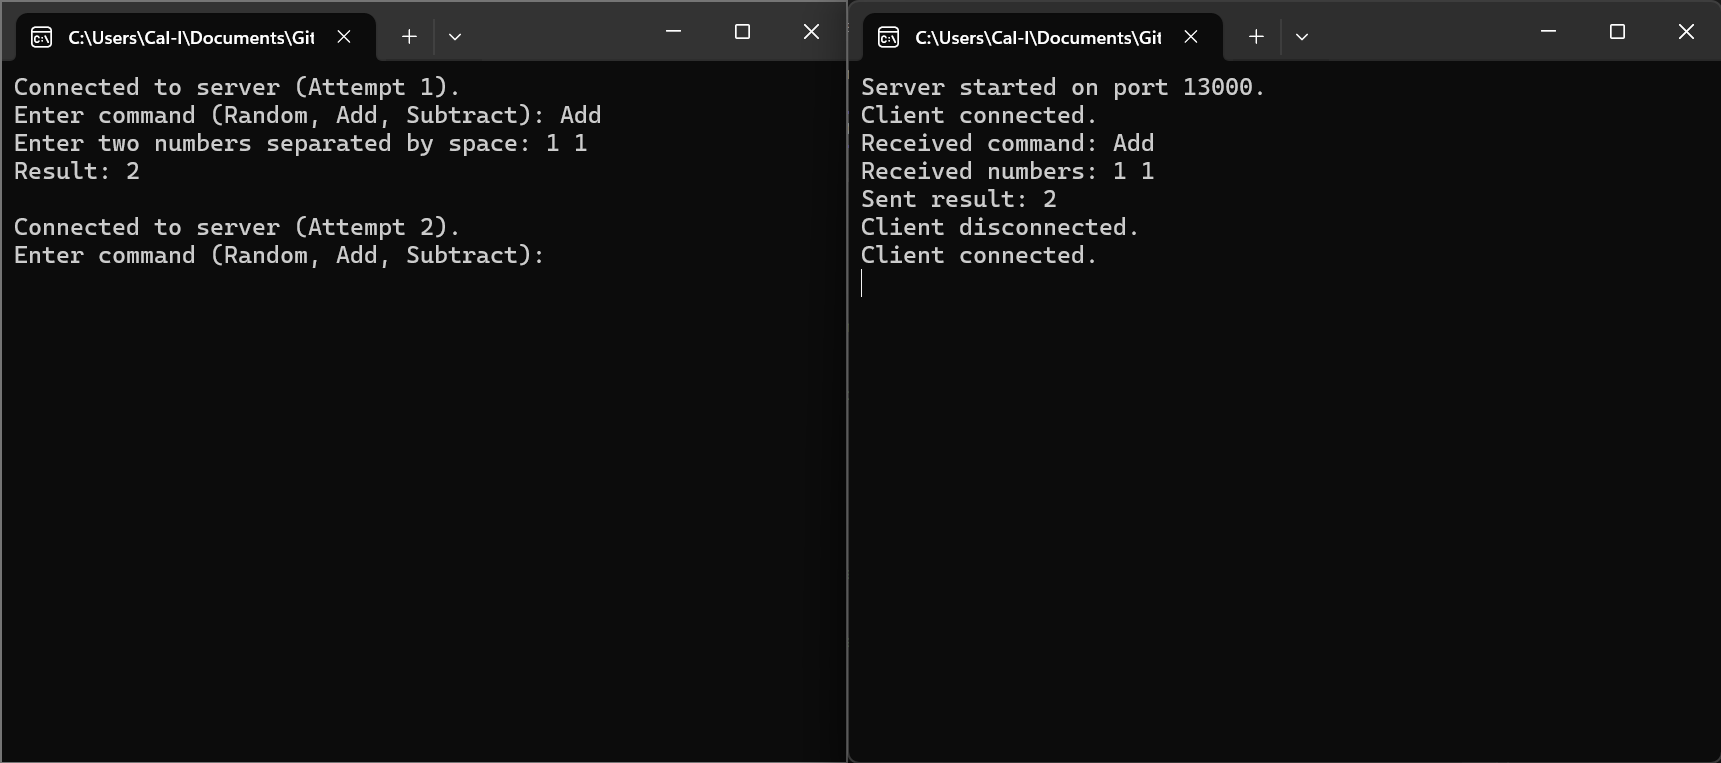 C:\Users\Cal-I\Documents\Git
Connected to server (Attempt 1).
Enter command (Random, Add, Subtract): Add
Enter two numbers separated by space: 1 1
Result: 2
Connected to server (Attempt 2).
Enter command (Random, Add, Subtract):
C:\Users\Cal-I\Documents\Git
Server started on port 13000.
Client connected.
Received command: Add
Received numbers: 1 1
Sent result: 2
Client disconnected.
Client connected.